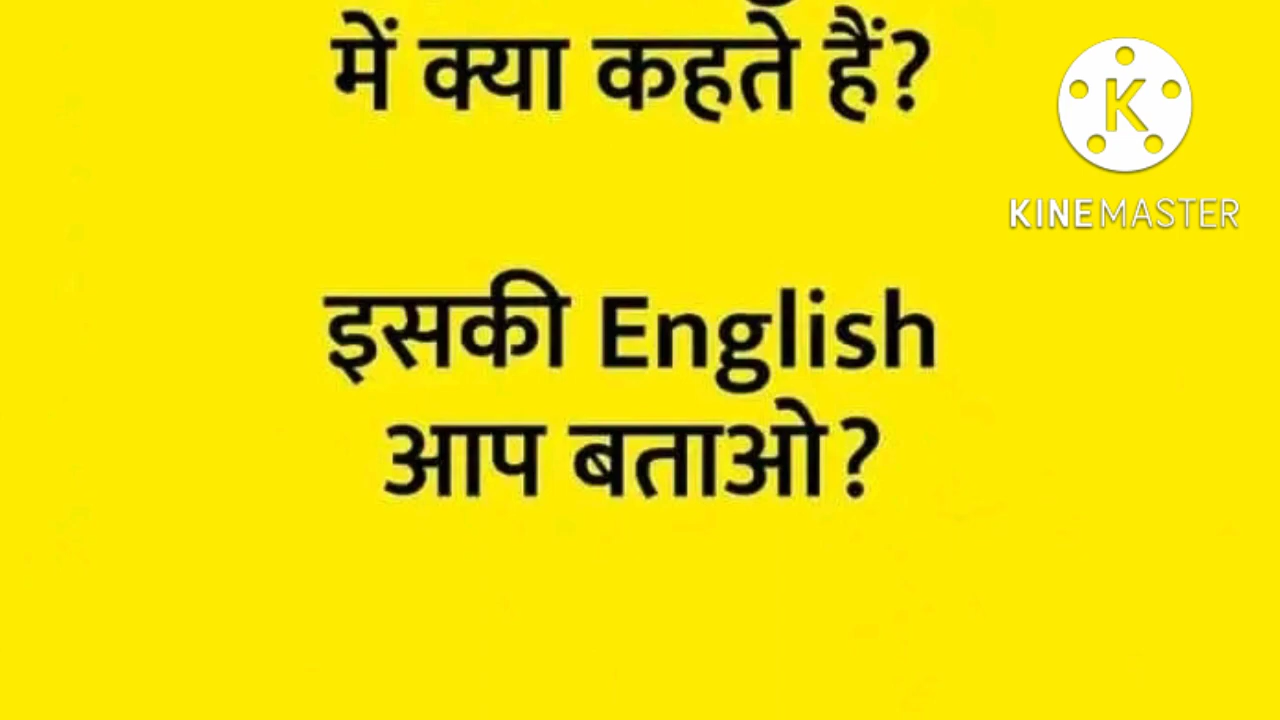 में क्या कहते हैं?
KINEMASTER
इसकी English
आप बताओ?